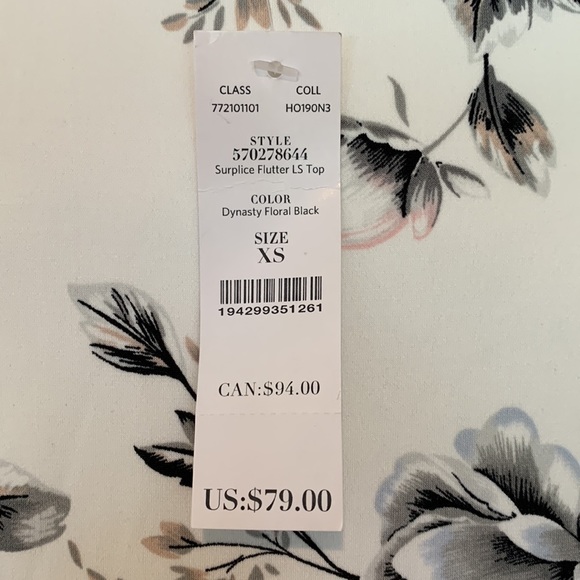 CLASS COLL
772101101 HO190N3
STYLE
570278644
Surplice Flutter LS Top
COLOR
Dynasty Floral Black
SIZE
XS
194299351261
CAN:$94.00
US:$79.00